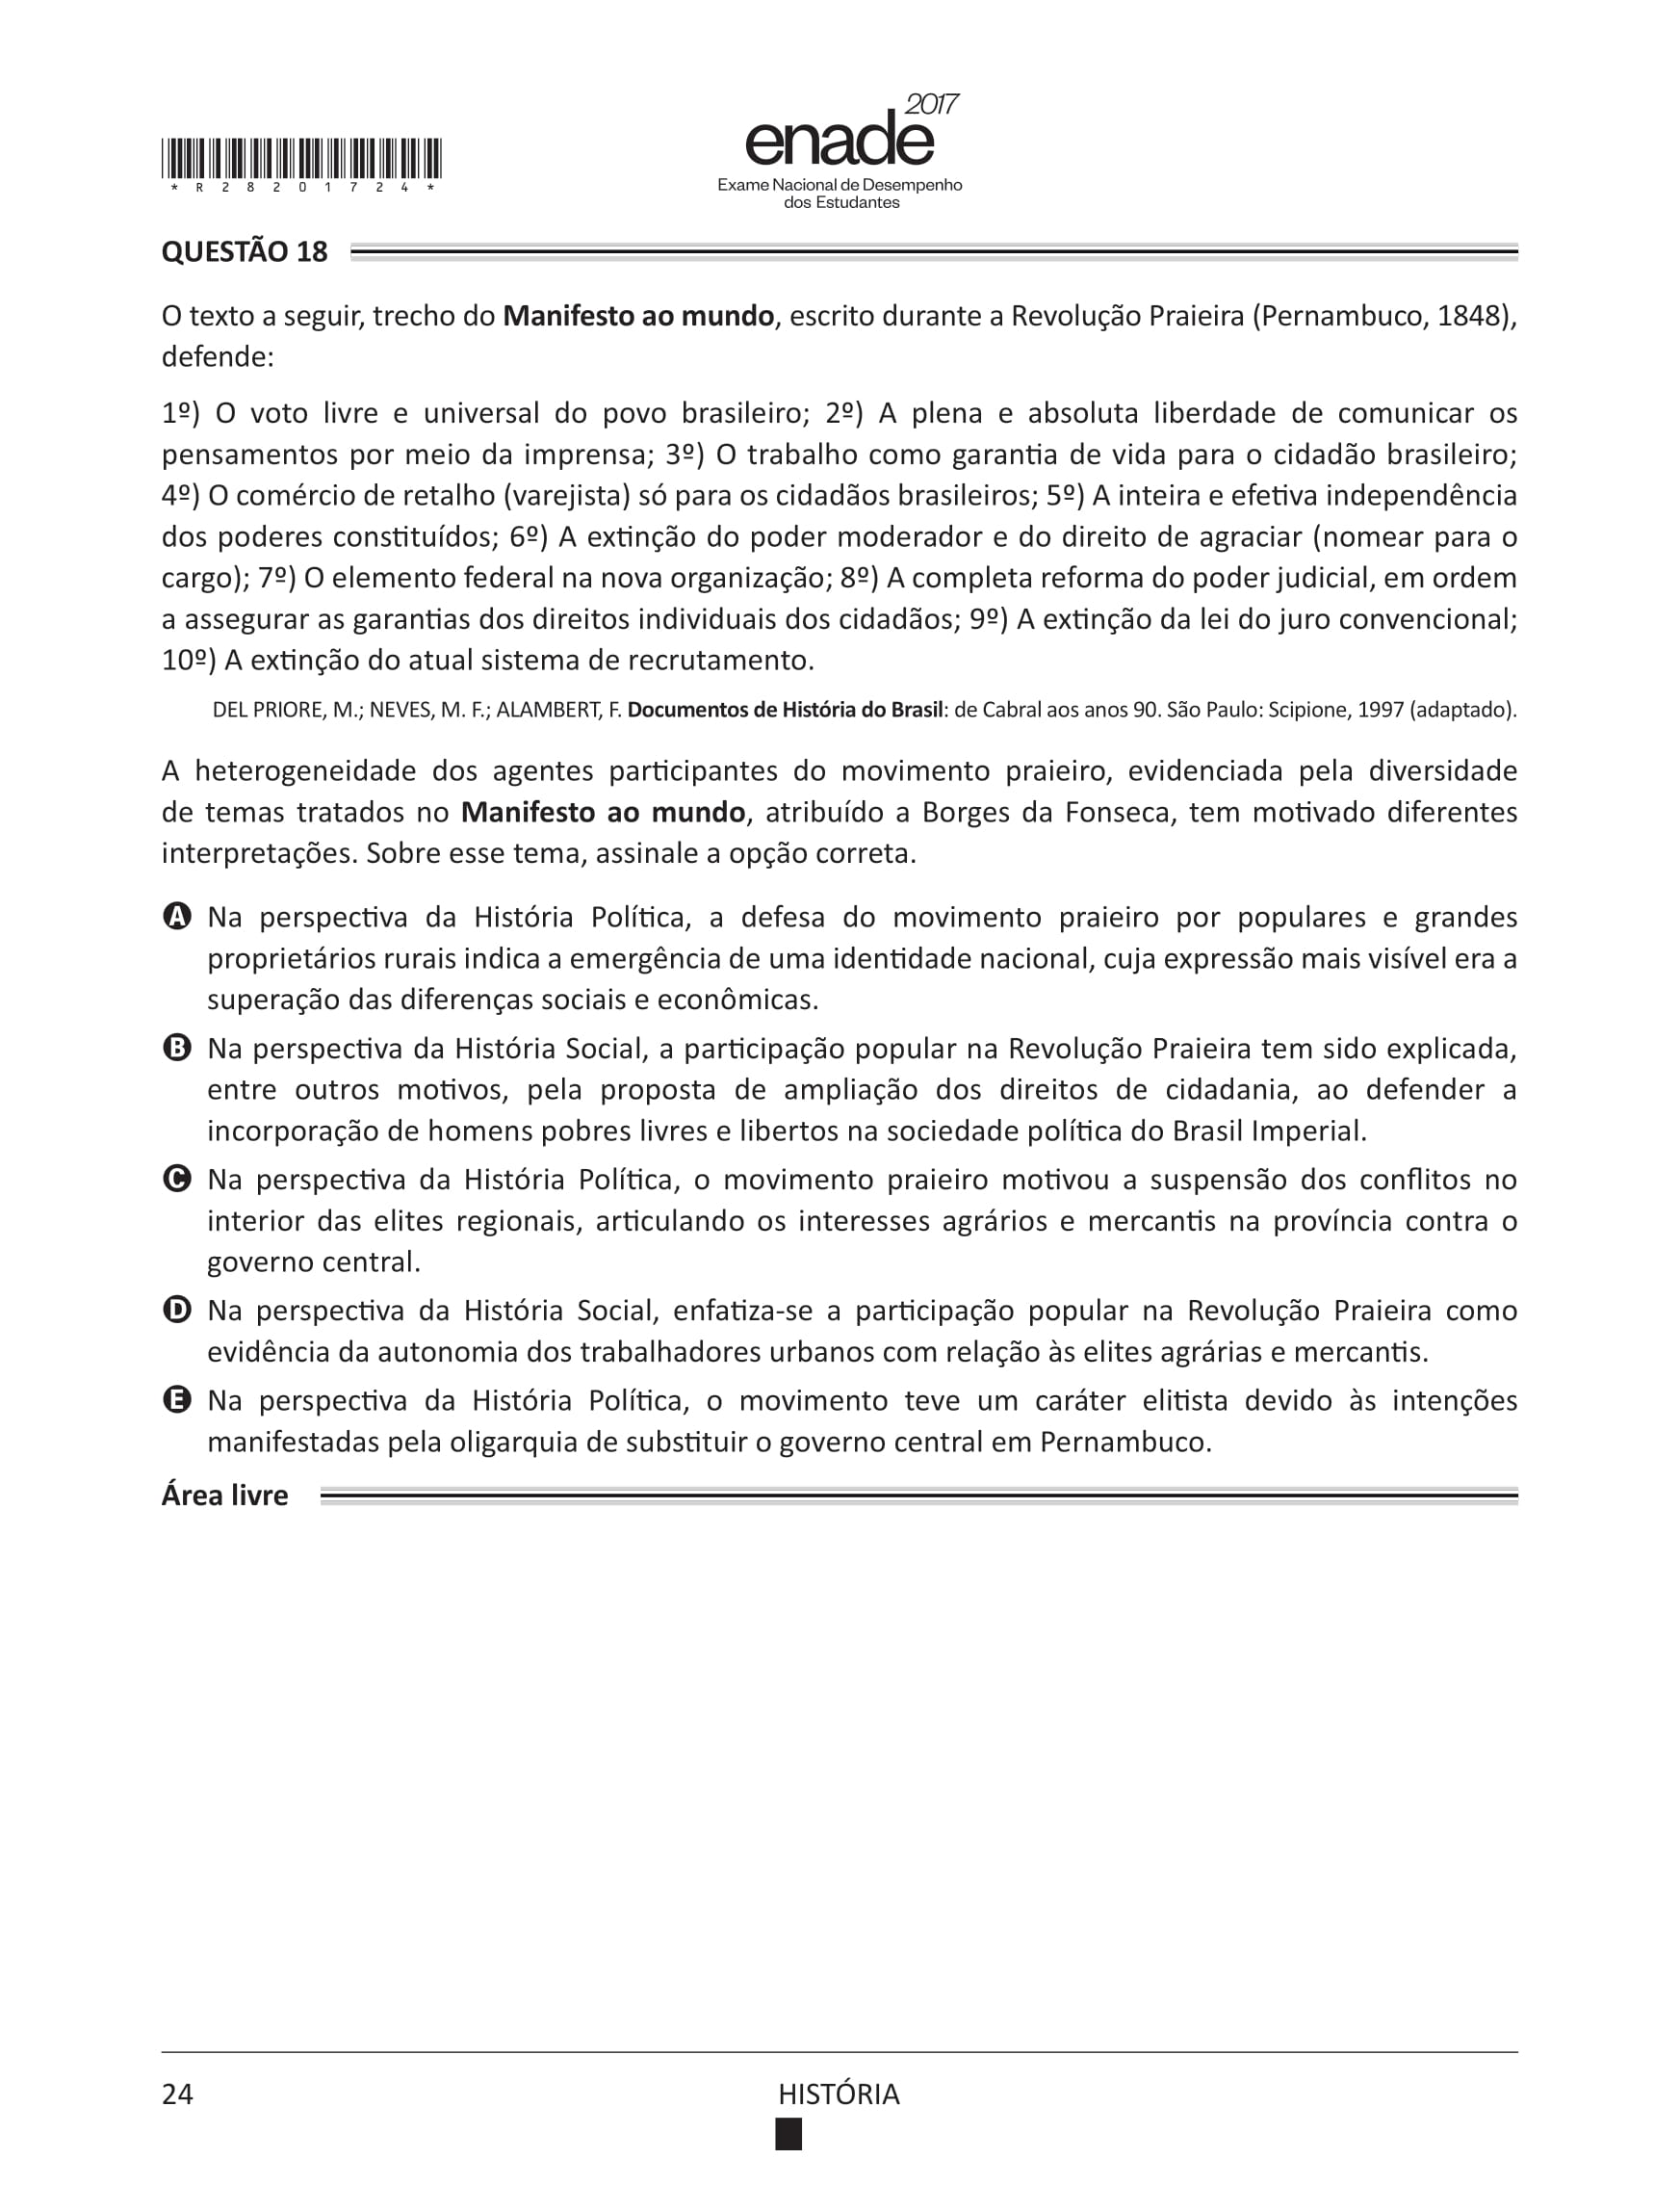 2017
enade
Exame Nacional de Desempenho
dos Estudantes
* R 2 8 2 0 1 7 2 4 *
QUESTÃO 18
O texto a seguir, trecho do Manifesto ao mundo, escrito durante a Revolução Praieira (Pernambuco, 1848),
defende:
1º) O voto livre e universal do povo brasileiro; 2º) A plena e absoluta liberdade de comunicar os
pensamentos por meio da imprensa; 3º) O trabalho como garantia de vida para o cidadão brasileiro;
4º) O comércio de retalho (varejista) só para os cidadãos brasileiros; 5º) A inteira e efetiva independência
dos poderes constituídos; 6º) A extinção do poder moderador e do direito de agraciar (nomear para o
cargo); 7º) O elemento federal na nova organização; 8º) A completa reforma do poder judicial, em ordem
a assegurar as garantias dos direitos individuais dos cidadãos; 9º) A extinção da lei do juro convencional;
10º) A extinção do atual sistema de recrutamento.
DEL PRIORE, M.; NEVES, M. F.; ALAMBERT, F. Documentos de História do Brasil: de Cabral aos anos 90. São Paulo: Scipione, 1997 (adaptado).
A heterogeneidade dos agentes participantes do movimento praieiro, evidenciada pela diversidade
de temas tratados no Manifesto ao mundo, atribuído a Borges da Fonseca, tem motivado diferentes
interpretações. Sobre esse tema, assinale a opção correta.
A Na perspectiva da História Política, a defesa do movimento praieiro por populares e grandes
proprietários rurais indica a emergência de uma identidade nacional, cuja expressão mais visível era a
superação das diferenças sociais e econômicas.
B Na perspectiva da História Social, a participação popular na Revolução Praieira tem sido explicada,
entre outros motivos, pela proposta de ampliação dos direitos de cidadania, ao defender a
incorporação de homens pobres livres e libertos na sociedade política do Brasil Imperial.
C Na perspectiva da História Política, o movimento praieiro motivou a suspensão dos conflitos no
interior das elites regionais, articulando os interesses agrários e mercantis na província contra o
governo central.
D Na perspectiva da História Social, enfatiza-se a participação popular na Revolução Praieira como
evidência da autonomia dos trabalhadores urbanos com relação às elites agrárias e mercantis.
E Na perspectiva da História Política, o movimento teve um caráter elitista devido às intenções
manifestadas pela oligarquia de substituir o governo central em Pernambuco.
Área livre
24
HISTÓRIA